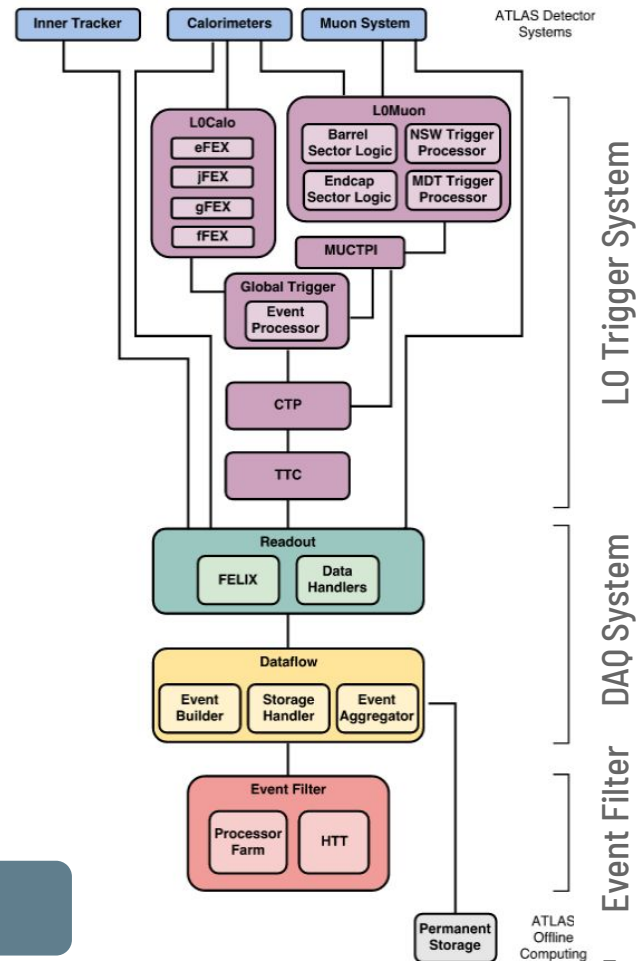 Inner Tracker
Calorimeters
Muon System
ATLAS Detector
Systems
L0Calo
eFEX
jFEX
gFEX
fFEX
L0Muon
Barrel
Sector Logic
NSW Trigger
Processor
Endcap
Sector Logic
MDT Trigger
Processor
MUCTPI
Global Trigger
Event
Processor
CTP
TTC
L0 Trigger System
Readout
FELIX
Data
Handlers
Dataflow
Event
Builder
Storage
Handler
Event
Aggregator
DAQ System
Event Filter
Processor
Farm
HTT
Event Filter
Permanent
Storage
ATLAS
Offline
Computing